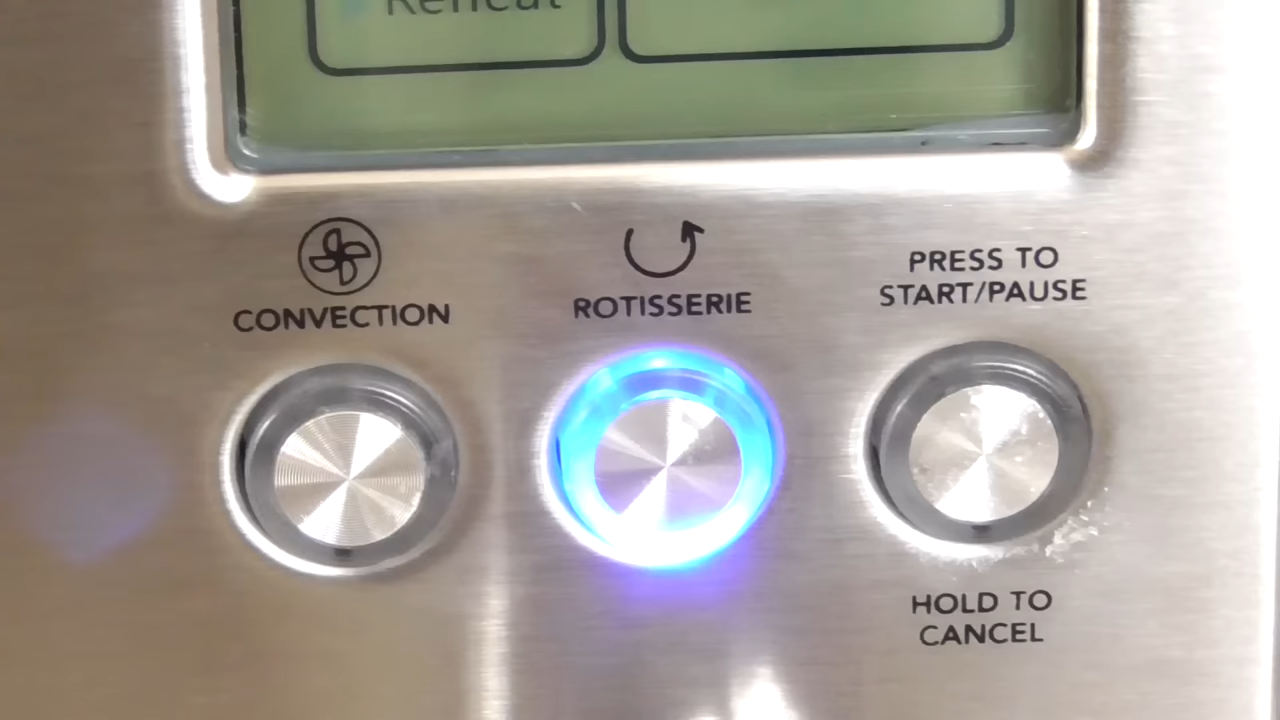 Reheat
CONVECTION
ROTISSERIE
PRESS TO
START/PAUSE
HOLD TO
CANCEL